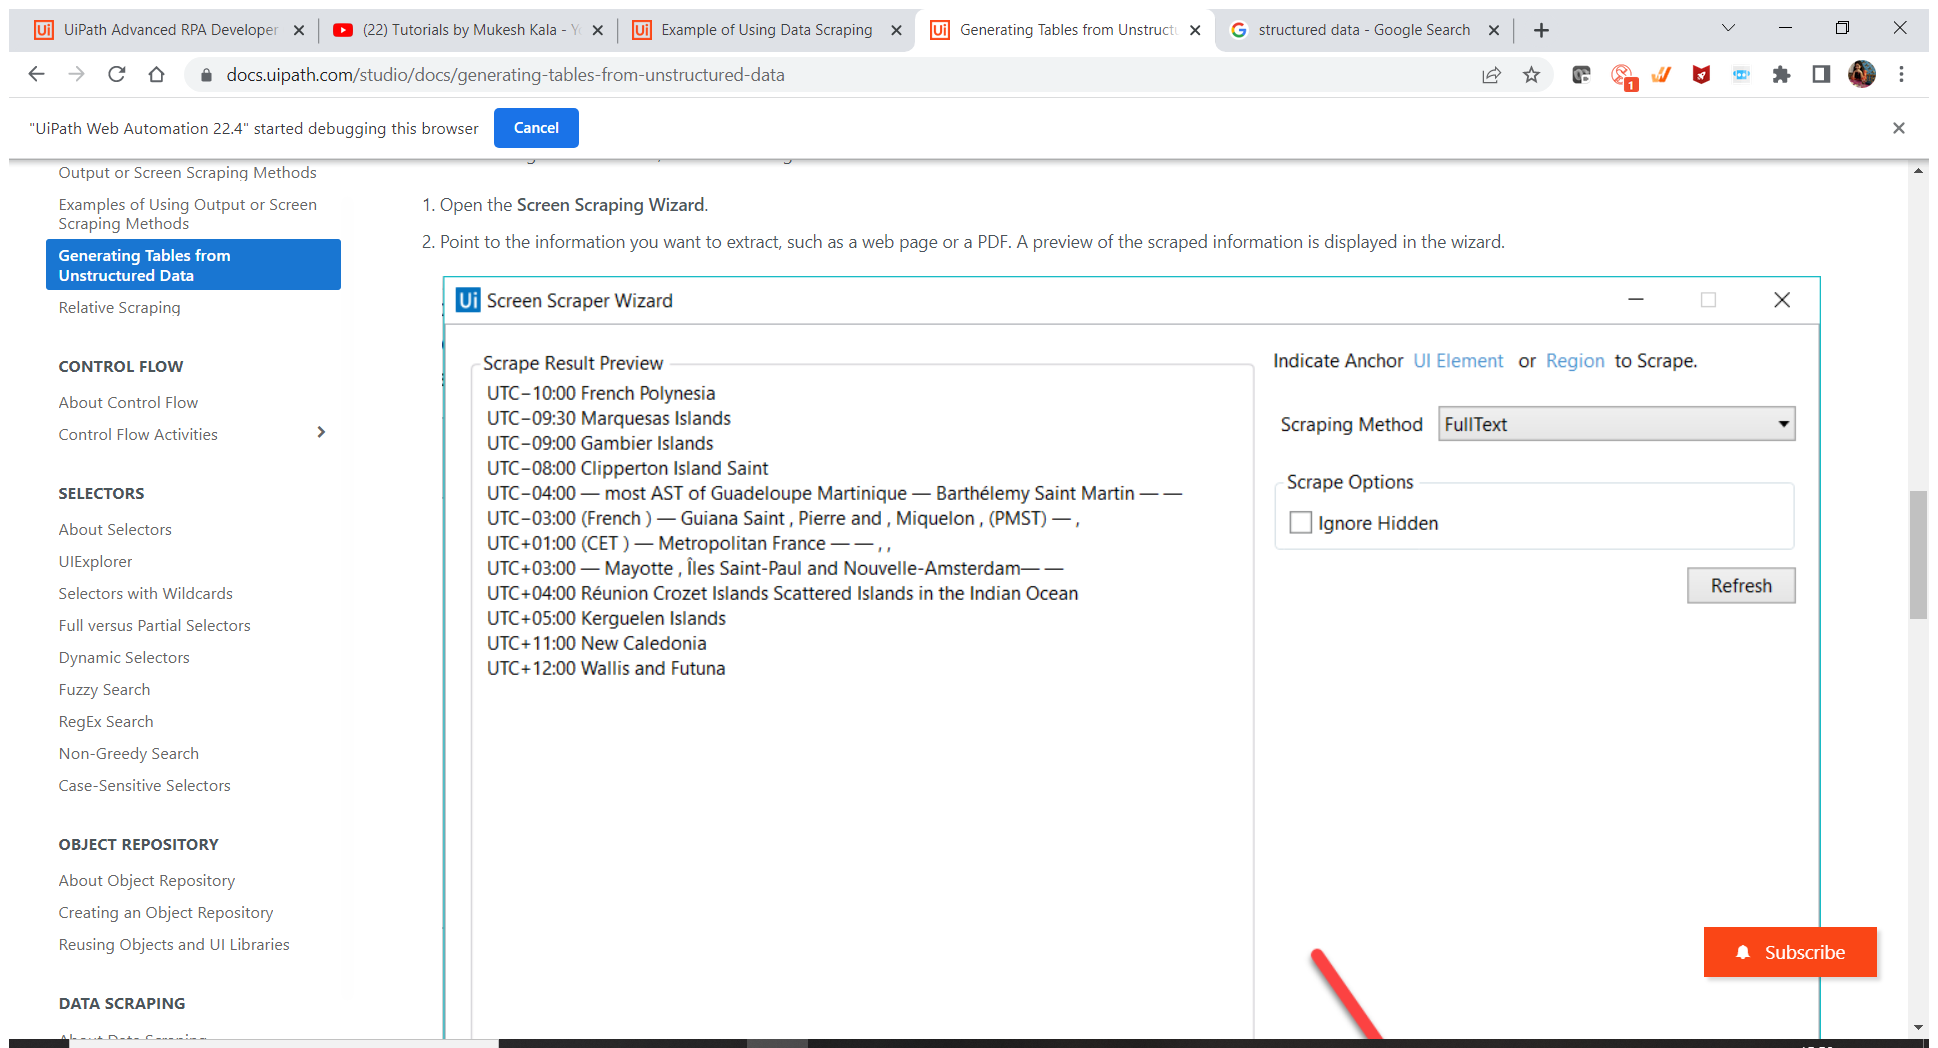 UiPath Advanced RPA Developer
(22) Tutorials by Mukesh Kala -
Example of Using Data Scraping
Generating Tables from Unstructu
structured data - Google Search
docs.uipath.com/studio/docs/generating-tables-from-unstructured-data
1
"UiPath Web Automation 22.4" started debugging this browser
Cancel
Output or Screen Scraping Methods
Examples of Using Output or Screen
Scraping Methods
Generating Tables from
Unstructured Data
Relative Scraping
CONTROL FLOW
About Control Flow
Control Flow Activities
SELECTORS
About Selectors
UIExplorer
Selectors with Wildcards
Full versus Partial Selectors
Dynamic Selectors
Fuzzy Search
RegEx Search
Non-Greedy Search
Case-Sensitive Selectors
OBJECT REPOSITORY
About Object Repository
Creating an Object Repository
Reusing Objects and UI Libraries
DATA SCRAPING
About Data Scraping
1. Open the Screen Scraping Wizard.
2. Point to the information you want to extract, such as a web page or a PDF. A preview of the scraped information is displayed in the wizard.
Ui Screen Scraper Wizard
Scrape Result Preview
UTC−10:00 French Polynesia
UTC−09:30 Marquesas Islands
UTC−09:00 Gambier Islands
UTC−08:00 Clipperton Island Saint
UTC−04:00 — most AST of Guadeloupe Martinique — Barthélemy Saint Martin — —
UTC−03:00 (French ) — Guiana Saint , Pierre and , Miquelon , (PMST) — ,
UTC+01:00 (CET ) — Metropolitan France — — , ,
UTC+03:00 — Mayotte , Îles Saint-Paul and Nouvelle-Amsterdam— —
UTC+04:00 Réunion Crozet Islands Scattered Islands in the Indian Ocean
UTC+05:00 Kerguelen Islands
UTC+11:00 New Caledonia
UTC+12:00 Wallis and Futuna
Indicate Anchor UI Element or Region to Scrape.
Scraping Method FullText
Scrape Options
Ignore Hidden
Refresh
Subscribe